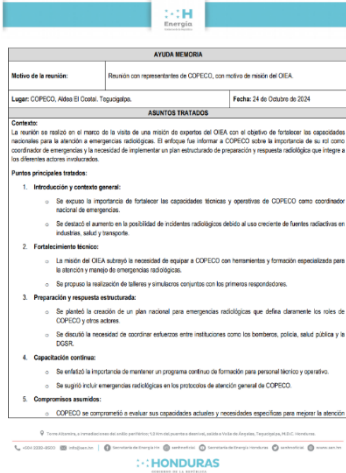 H
Energía
AYUDA MEMORIA
Motivo de la reunión: Reunión con representantes de COPECO, con motivo de misión del OIEA.
Lugar: COPECO, Aldea El Ocotal, Tegucigalpa. Fecha: 24 de Octubre de 2024
ASUNTOS TRATADOS
Contexto:
La reunión se realizó en el marco de la visita de una misión de expertos del OIEA con el objetivo de fortalecer las capacidades
nacionales para la atención a emergencias radiológicas. El enfoque fue informar a COPECO sobre la importancia de su rol como
coordinador de emergencias y la necesidad de implementar un plan estructurado de preparación y respuesta radiológica que integre a
los diferentes actores involucrados.
Puntos principales tratados:
1. Introducción y contexto general:
o Se expuso la importancia de fortalecer las capacidades técnicas y operativas de COPECO como coordinador
nacional de emergencias.
o Se destacó el aumento en la posibilidad de incidentes radiológicos debido al uso creciente de fuentes radiactivas en
industrias, salud y transporte.
2. Fortalecimiento técnico:
o La misión del OIEA subrayó la necesidad de equipar a COPECO con herramientas y formación especializada para
la atención y manejo de emergencias radiológicas.
o Se propuso la realización de talleres y simulacros conjuntos con los primeros respondedores.
3. Preparación y respuesta estructurada:
o Se planteó la creación de un plan nacional para emergencias radiológicas que defina claramente los roles de
COPECO y otros actores.
o Se discutió la necesidad de coordinar esfuerzos entre instituciones como los bomberos, policía, salud pública y la
DGSR.
4. Capacitación continua:
o Se enfatizó la importancia de mantener un programa continuo de formación para personal técnico y operativo.
o Se sugirió incluir emergencias radiológicas en los protocolos de atención general de COPECO.
5. Compromisos asumidos:
o COPECO se comprometió a evaluar sus capacidades actuales y necesidades específicas para mejorar la atención
HONDURAS